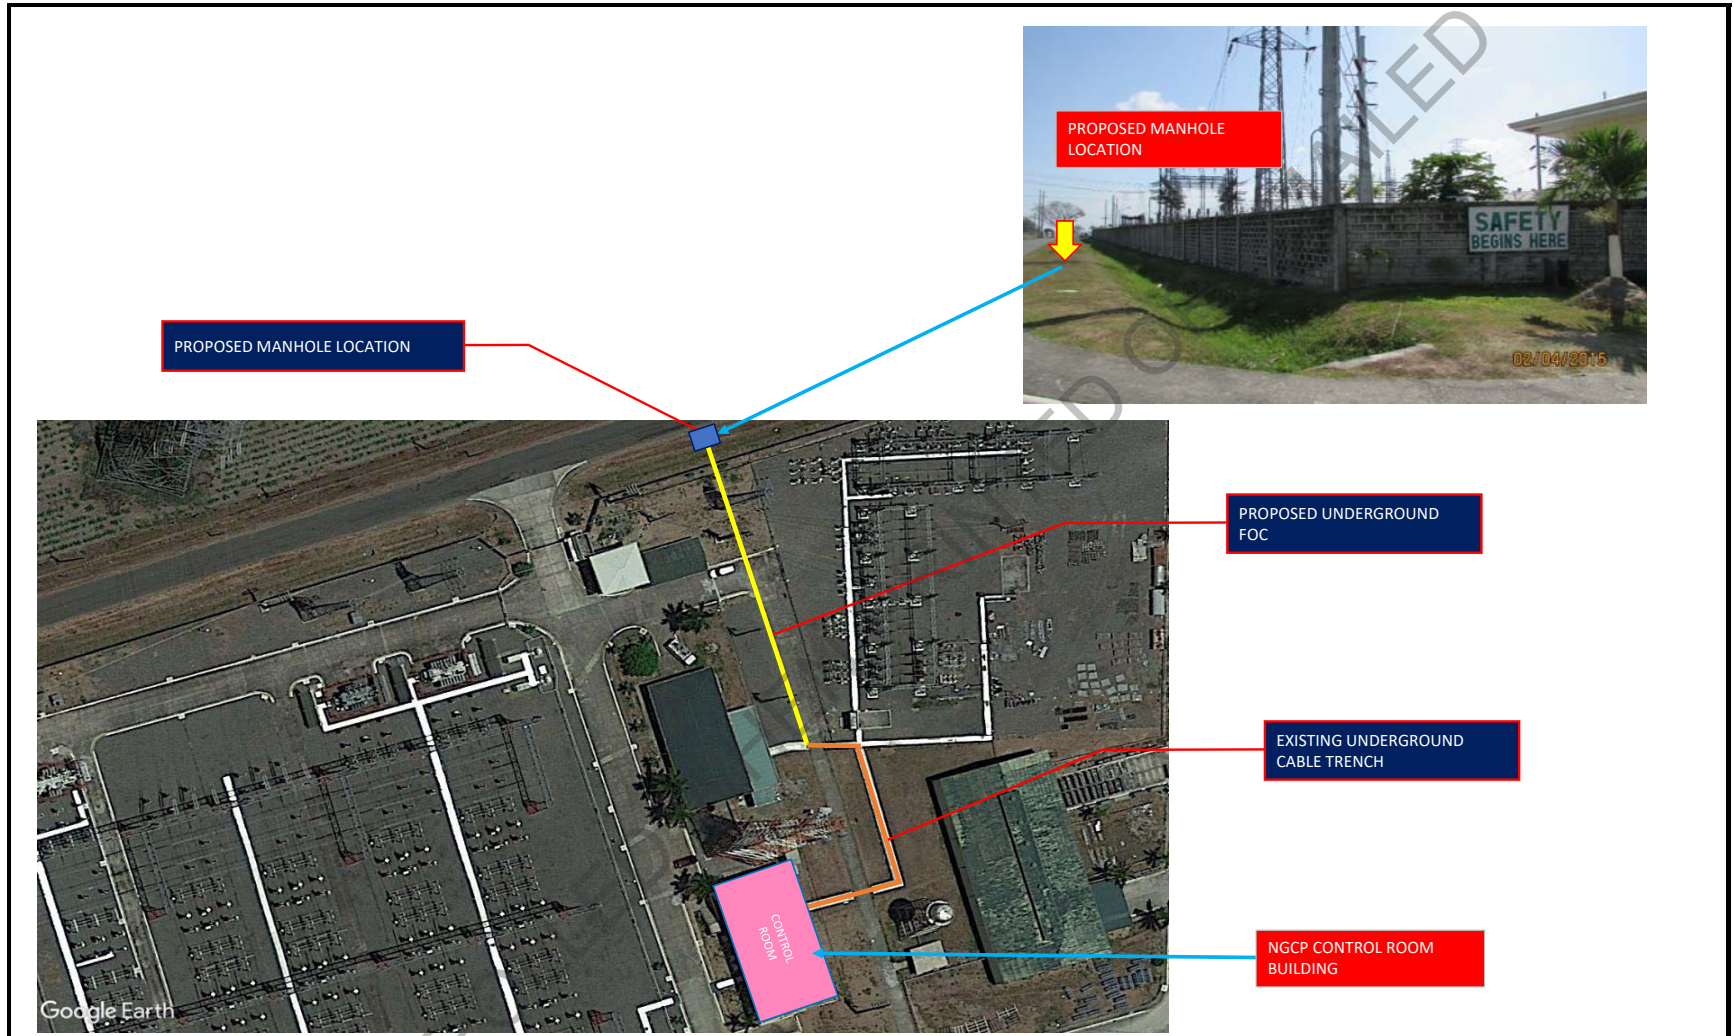 PROPOSED MANHOLE
LOCATION
SAFETY
BEGINS HERE
02/04/2015
PROPOSED MANHOLE LOCATION
PROPOSED UNDERGROUND
FOC
EXISTING UNDERGROUND
CABLE TRENCH
CONTROL
ROOM
NGCP CONTROL ROOM
BUILDING
Google Earth